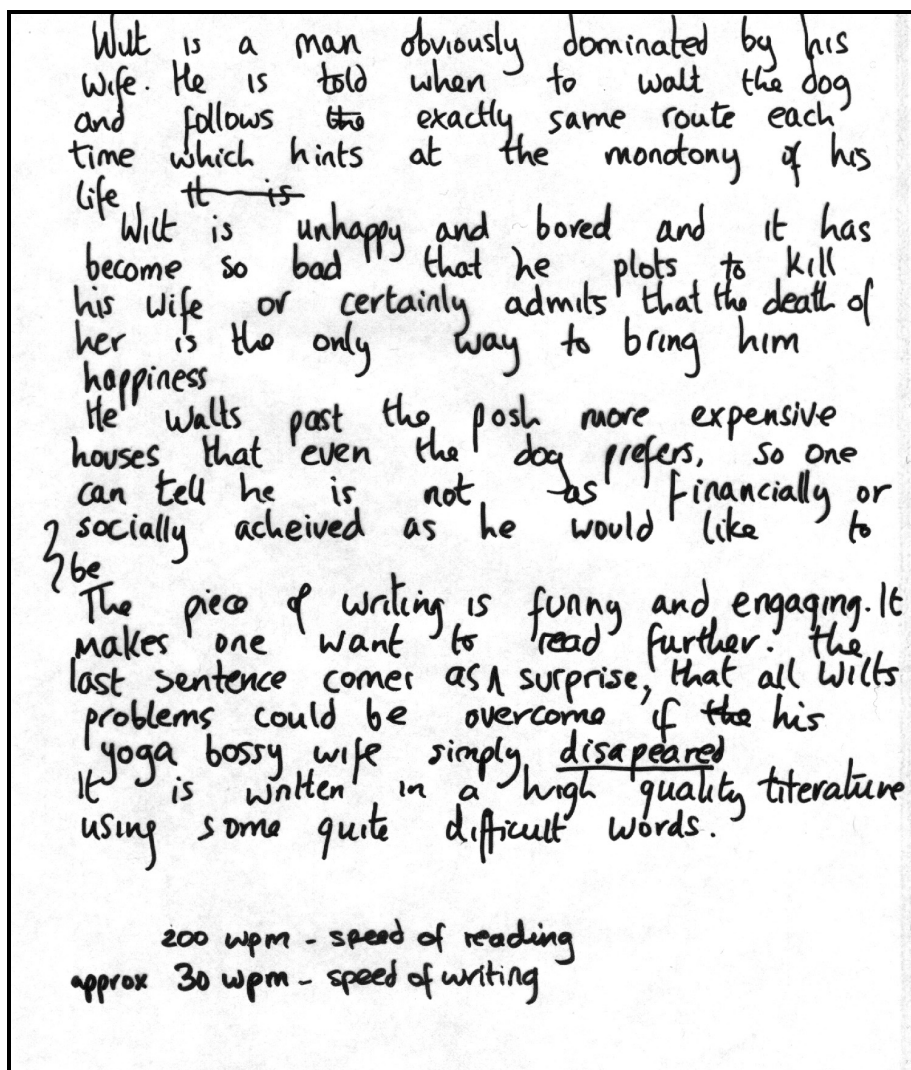 Wilt is a man obviously dominated by his
wife. He is told when to walt the dog
and follows the exactly same route each
time which hints at the monotony of his
life It is
Wilt is unhappy and bored and it has
become so bad that he plots to kill
his wife or certainly admits that the death of
her is the only way to bring him
happiness
He walts past the posh more expensive
houses that even the dog prefers, so one
can tell he is not as financially or
socially acheived as he would like to
be
The piece of writing is funny and engaging. It
makes one want to read further. the
last sentence comes as surprise, that all Wilts
problems could be overcome if the his
yoga bossy wife simply disapeared
It is written in a high quality literature
using some quite difficult words.
200 wpm - speed of reading
approx 30 wpm - speed of writing